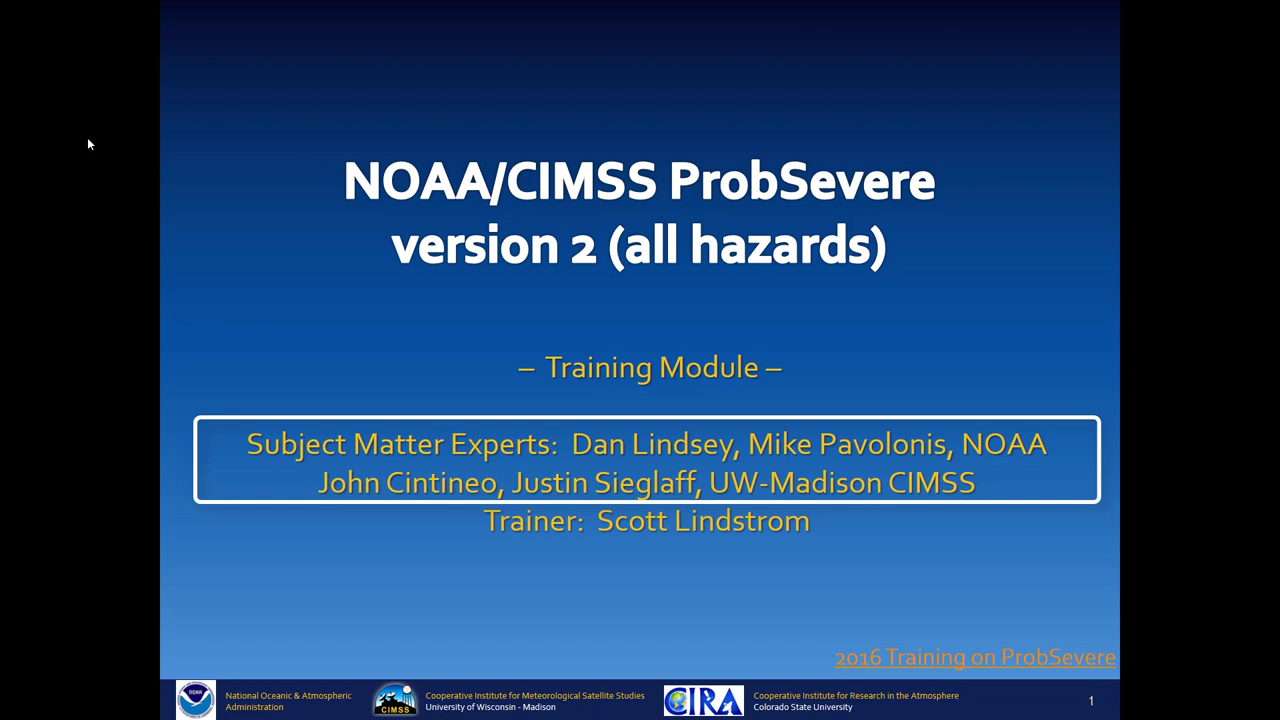 NOAA/CIMSS ProbSevere
version 2 (all hazards)
– Training Module –
Subject Matter Experts:  Dan Lindsey, Mike Pavolonis, NOAA
John Cintineo, Justin Sieglaff, UW-Madison CIMSS
Trainer:  Scott Lindstrom
2016 Training on ProbSevere
NOAA
National Oceanic & Atmospheric
Administration
CIMSS
Cooperative Institute for Meteorological Satellite Studies
University of Wisconsin - Madison
CIRA
Cooperative Institute for Research in the Atmosphere
Colorado State University
1